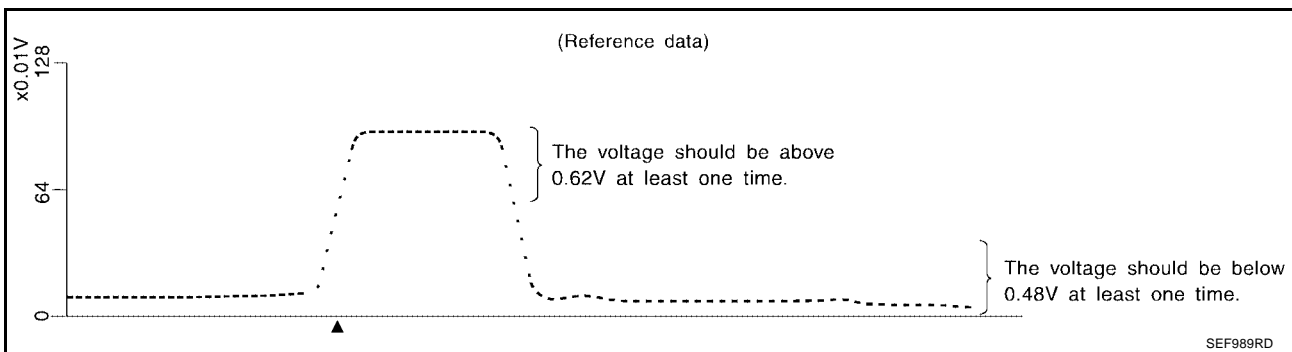 (Reference data)
x0.01V
128
64
0
The voltage should be above
0.62V at least one time.
The voltage should be below
0.48V at least one time.
SEF989RD